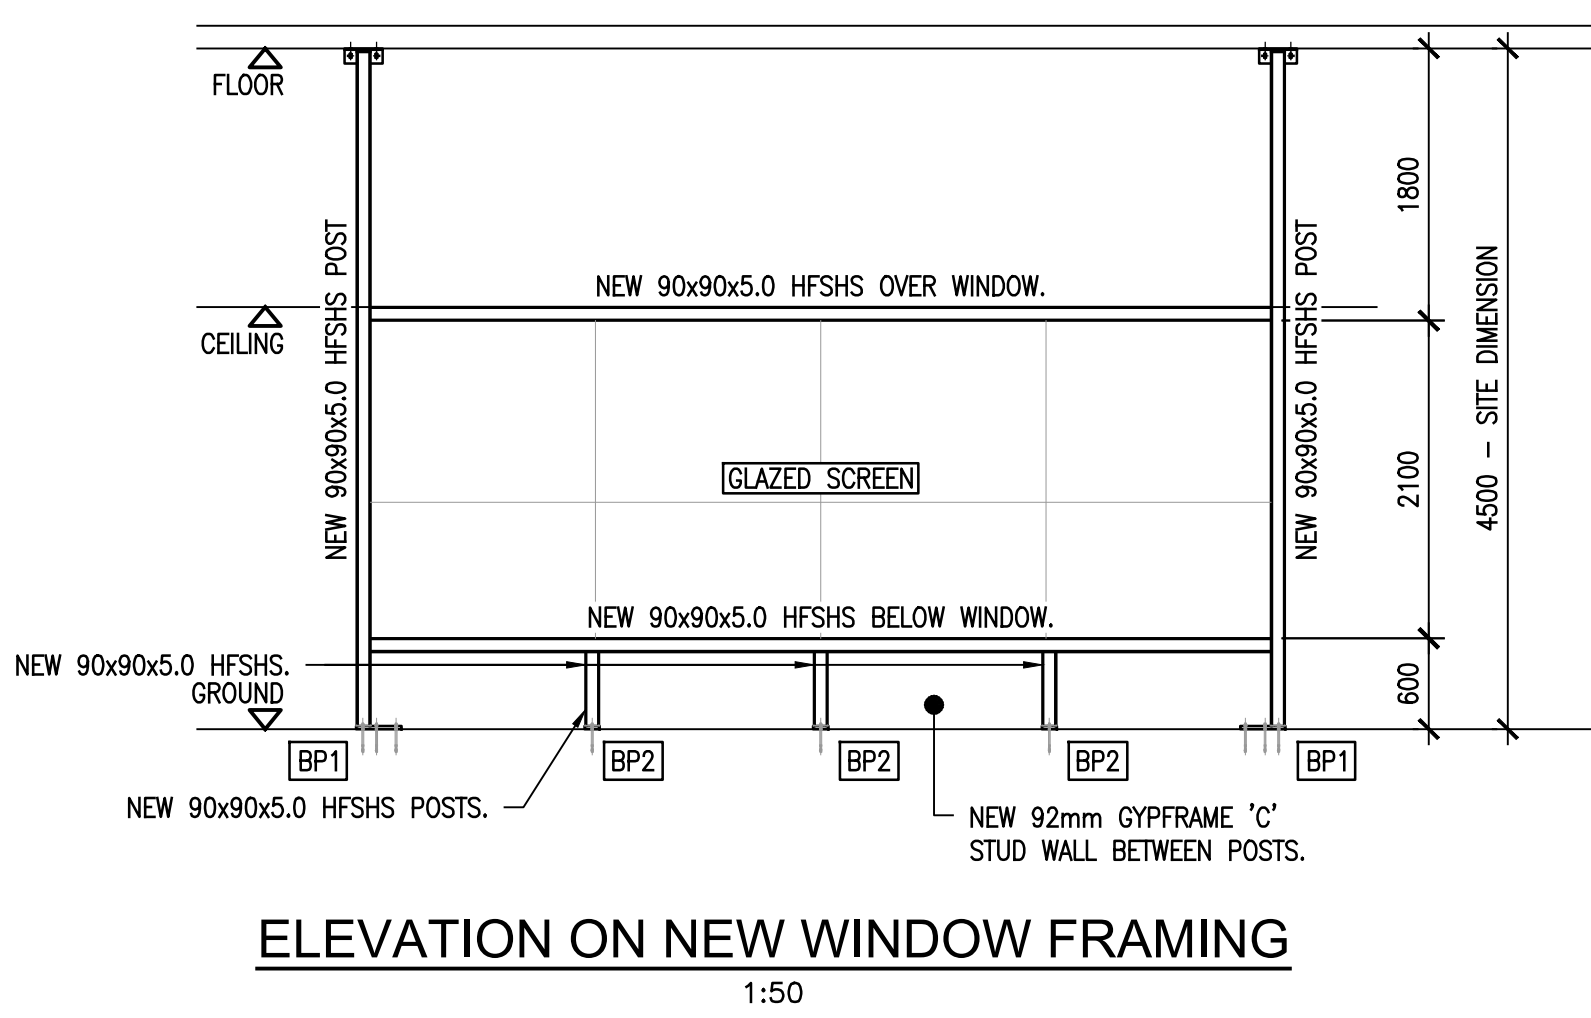 FLOOR
1800
NEW 90x90x5.0 HFSHS POST
NEW 90x90x5.0 HFSHS POST
4500 – SITE DIMENSION
NEW 90x90x5.0 HFSHS OVER WINDOW.
CEILING
GLAZED SCREEN
2100
NEW 90x90x5.0 HFSHS BELOW WINDOW.
NEW 90x90x5.0 HFSHS.
GROUND
600
BP1
BP2
BP2
BP2
BP1
NEW 90x90x5.0 HFSHS POSTS.
NEW 92mm GYPFRAME 'C'
STUD WALL BETWEEN POSTS.
ELEVATION ON NEW WINDOW FRAMING
1:50